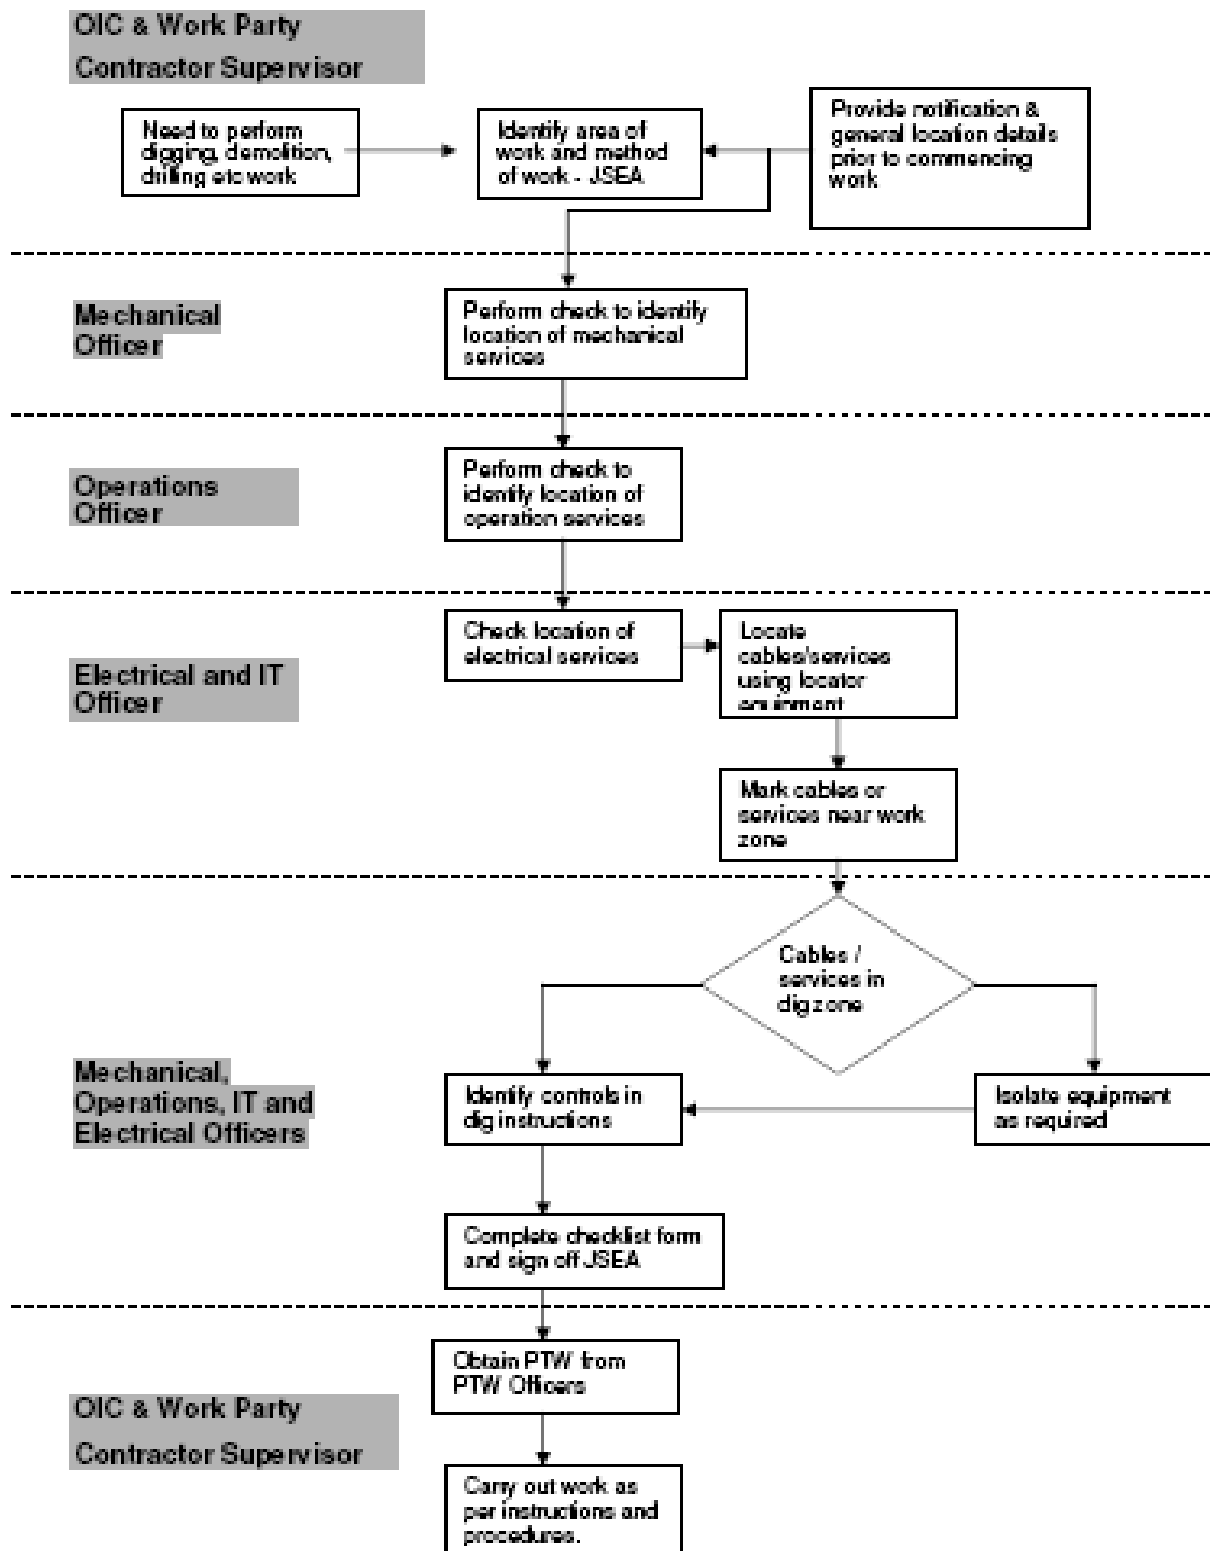 OIC & Work Party
Contractor Supervisor
Need to perform
digging, demolition,
drilling etc work
Identify area of
work and method
of work - JSEA
Provide notification &
general location details
prior to commencing
work
Mechanical
Officer
Perform check to identify
location of mechanical
services
Operations
Officer
Perform check to
identify location of
operation services
Electrical and IT
Officer
Check location of
electrical services
Locate
cables/services
using locator
equipment
Mark cables or
services near work
zone
Cables /
services in
dig zone
Mechanical,
Operations, IT and
Electrical Officers
Identify controls in
dig instructions
Isolate equipment
as required
Complete checklist form
and sign off JSEA
OIC & Work Party
Contractor Supervisor
Obtain PTW from
PTW Officers
Carry out work as
per instructions and
procedures.